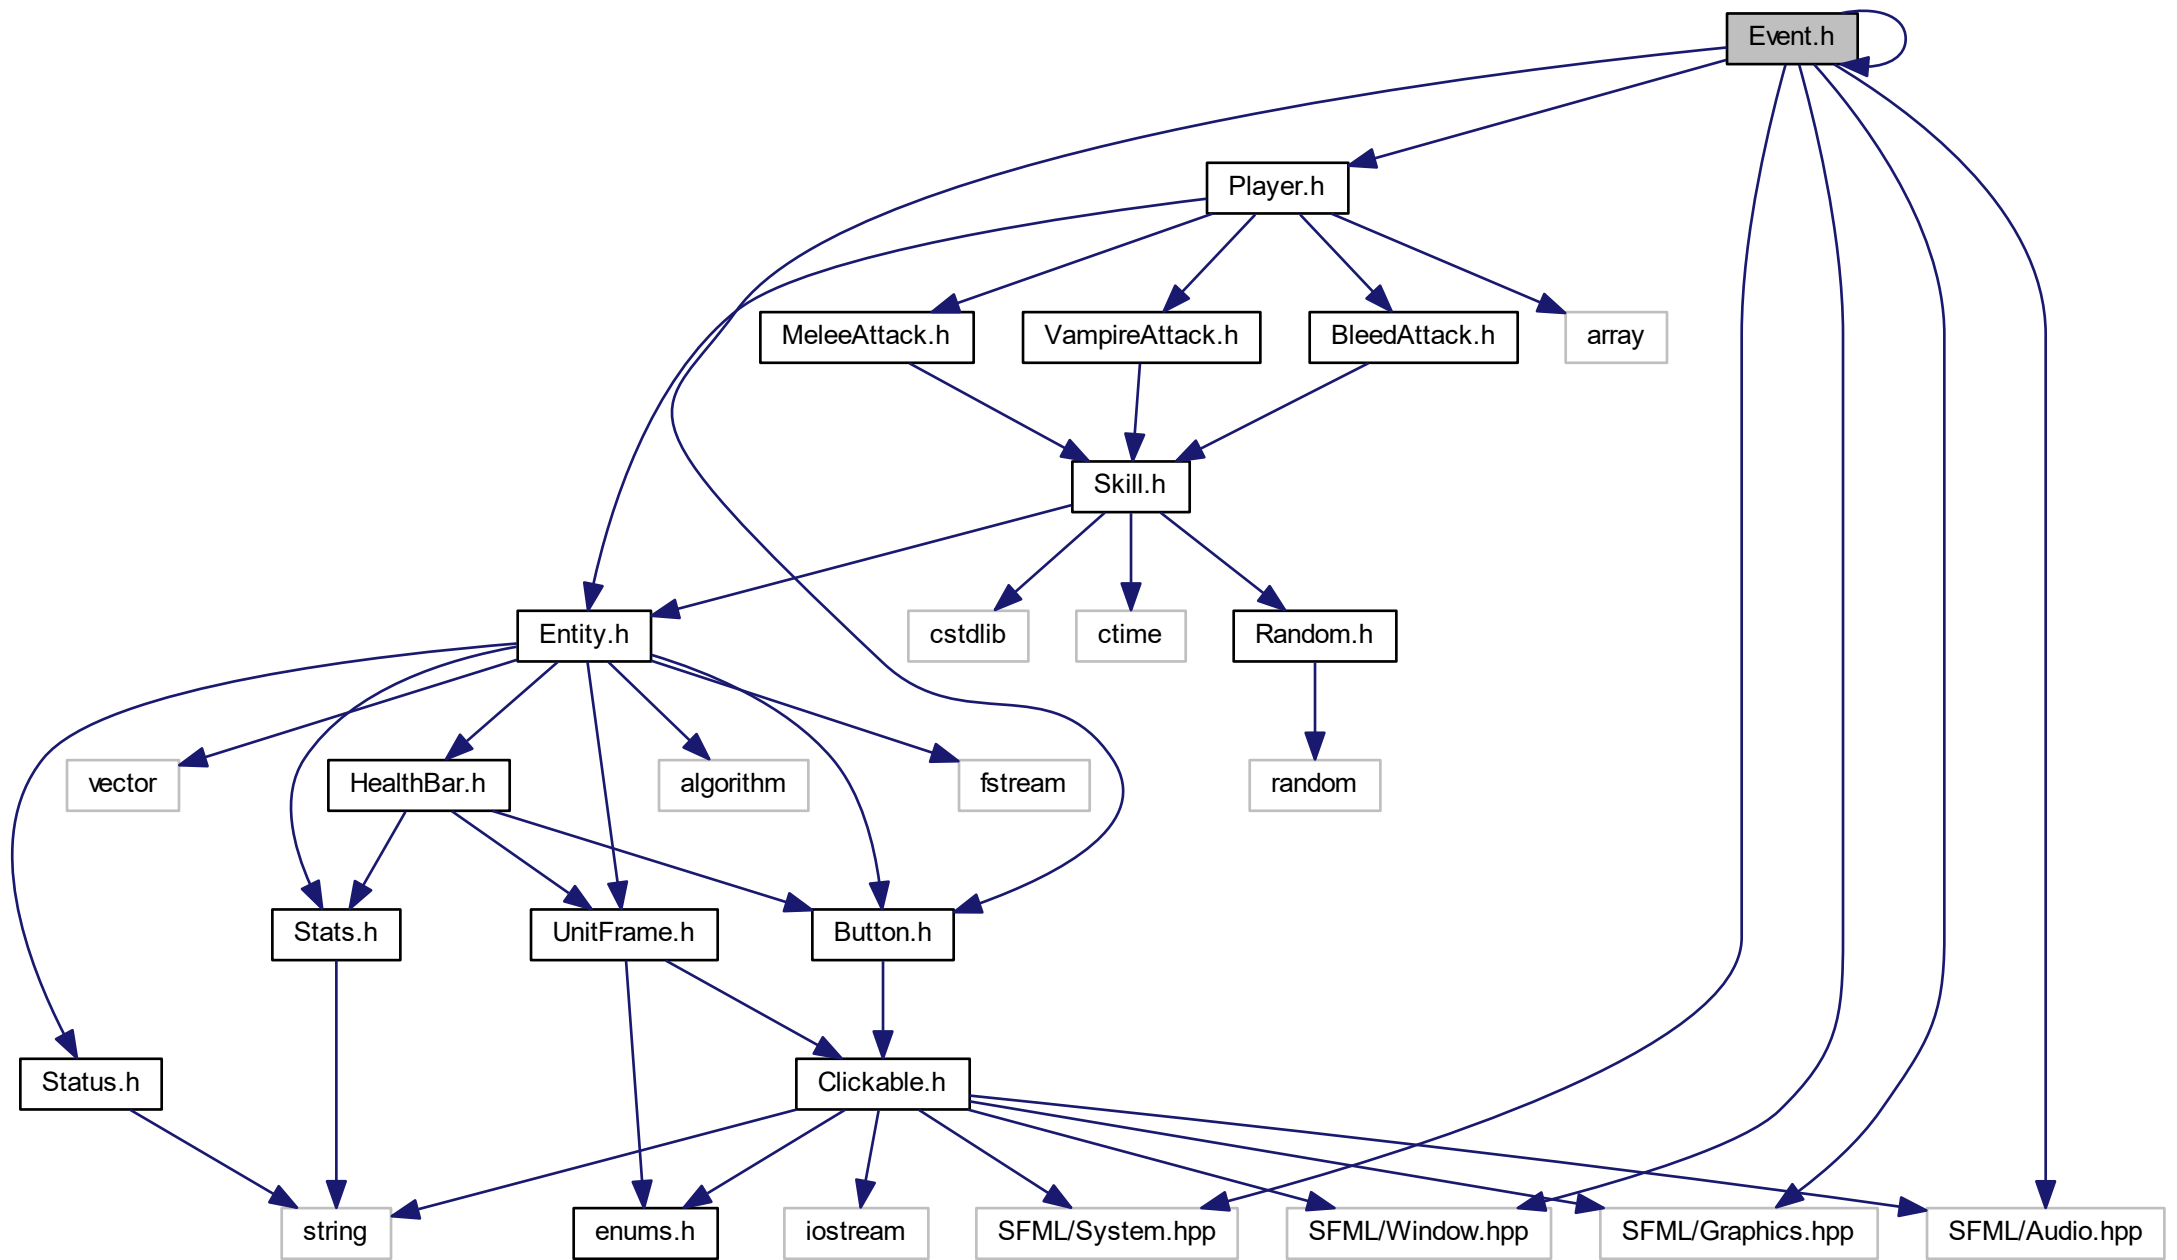 Event.h
Player.h
MeleeAttack.h
VampireAttack.h
BleedAttack.h
array
Skill.h
Entity.h
cstdlib
ctime
Random.h
vector
HealthBar.h
algorithm
fstream
random
Stats.h
UnitFrame.h
Button.h
Status.h
Clickable.h
string
enums.h
iostream
SFML/System.hpp
SFML/Window.hpp
SFML/Graphics.hpp
SFML/Audio.hpp